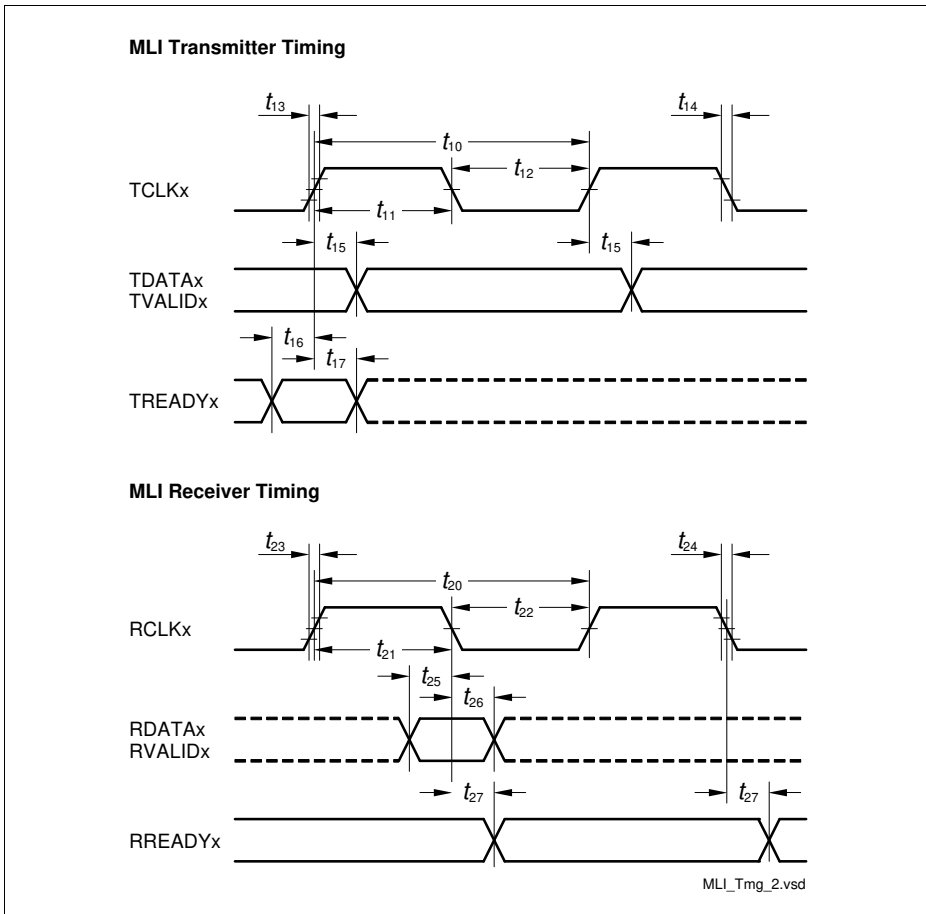 MLI Transmitter Timing
t13
t14
t10
t12
TCLKx
t11
t15
t15
TDATAx
TVALIDx
t16
t17
TREADYx
MLI Receiver Timing
t23
t24
t20
t22
RCLKx
t21
t25
t26
RDATAx
RVALIDx
t27
t27
RREADYx
MLI_Tmg_2.vsd